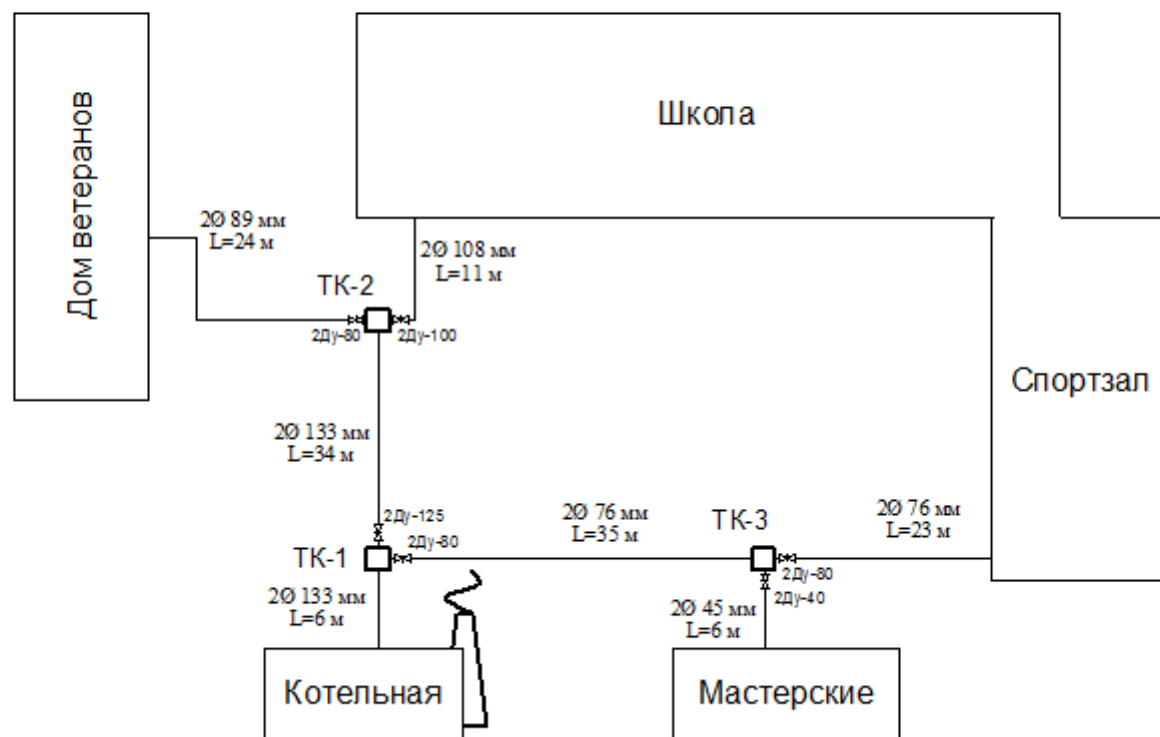 Дом ветеранов
Школа
2Ø 89 мм
L=24 м
2Ø 108 мм
L=11 м
ТК-2
2Ду-80
2Ду-100
Спортзал
2Ø 133 мм
L=34 м
2Ду-125
2Ду-80
ТК-1
2Ø 76 мм
L=35 м
ТК-3
2Ø 76 мм
L=23 м
2Ду-80
2Ду-40
2Ø 133 мм
L=6 м
2Ø 45 мм
L=6 м
Котельная
Мастерские